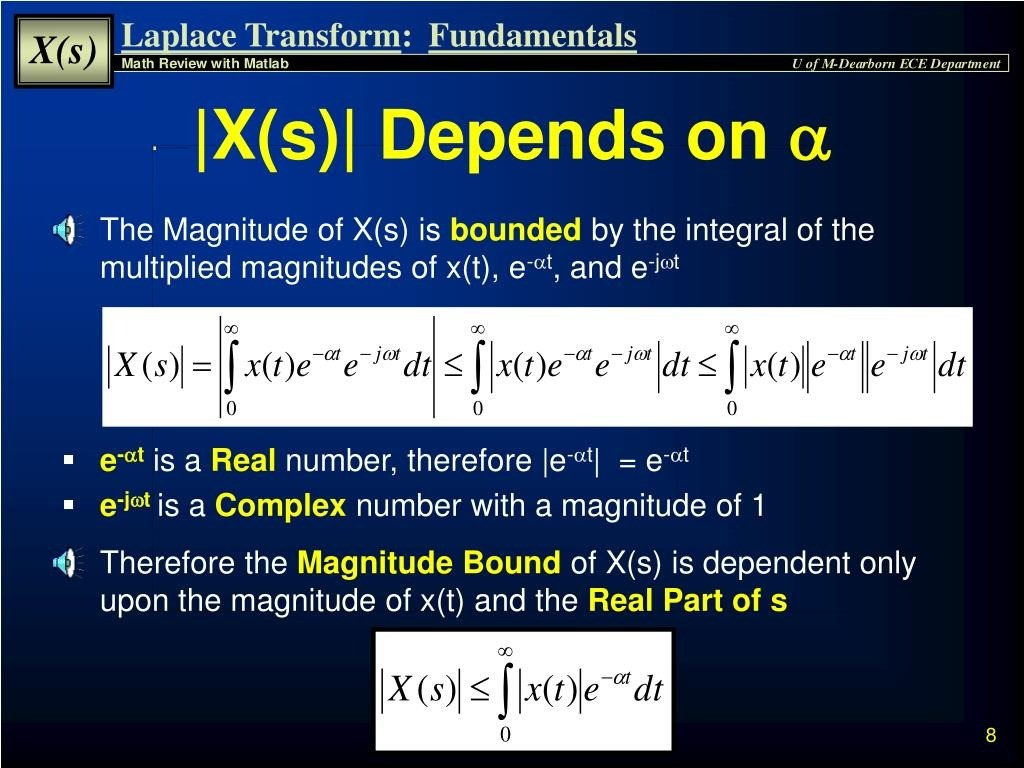 X(s)
Laplace Transform: Fundamentals
Math Review with Matlab
U of M-Dearborn ECE Department
|X(s)| Depends on α
The Magnitude of X(s) is bounded by the integral of the
multiplied magnitudes of x(t), e^-αt, and e^-jωt
|X(s)| = |∫₀^∞ x(t)e^−αt e^−jωt dt| ≤ ∫₀^∞ |x(t)e^−αt e^−jωt| dt ≤ ∫₀^∞ |x(t)||e^−αt||e^−jωt| dt
▪ e^-αt is a Real number, therefore |e^-αt| = e^-αt
▪ e^-jωt is a Complex number with a magnitude of 1
Therefore the Magnitude Bound of X(s) is dependent only
upon the magnitude of x(t) and the Real Part of s
|X(s)| ≤ ∫₀^∞ |x(t)|e^−αt dt
8